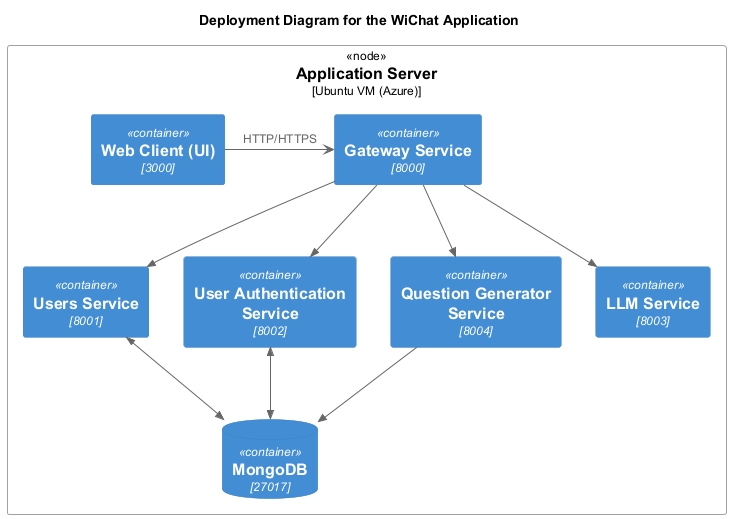 Deployment Diagram for the WiChat Application
«node»
Application Server
[Ubuntu VM (Azure)]
«container»
Web Client (UI)
[3000]
HTTP/HTTPS
«container»
Gateway Service
[8000]
«container»
Users Service
[8001]
«container»
User Authentication
Service
[8002]
«container»
Question Generator
Service
[8004]
«container»
LLM Service
[8003]
«container»
MongoDB
[27017]